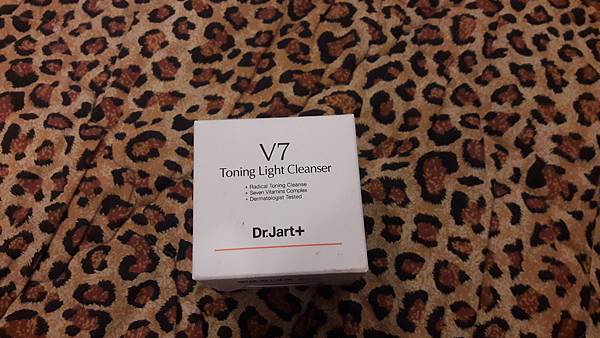 V7
Toning Light Cleanser
+ Radical Toning Cleanse
+ Seven Vitamins Complex
+ Dermatologist Tested
Dr.Jart+